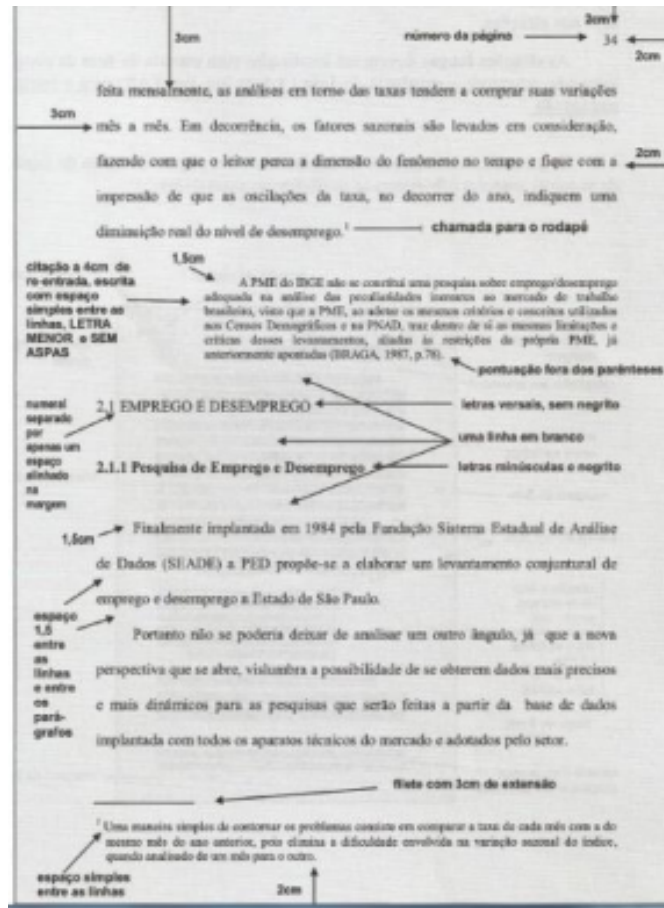 2cm
3cm
número da página
34
2cm
feita mensalmente, as análises em torno das taxas tendem a comprar suas variações
3cm
mês a mês. Em decorrência, os fatores sazonais são levados em consideração,
2cm
fazendo com que o leitor perca a dimensão do fenômeno no tempo e fique com a
impressão de que as oscilações da taxa, no decorrer do ano, indiquem uma
diminuição real do nível de desemprego.¹
chamada para o rodapé
1,5cm
citação a 4cm de
re-entrada, escrita
com espaço
simples entre as
linhas, LETRA
MENOR e SEM
ASPAS
A PME do IBGE não se constitui uma pesquisa sobre emprego/desemprego
adequada na análise das peculiaridades inerentes ao mercado de trabalho
brasileiro, visto que a PME, ao adotar os mesmos critérios e conceitos utilizados
nos Censos Demográficos e na PNAD, traz dentro de si as mesmas limitações e
críticas desses levantamentos, aliadas às restrições da própria PME, já
anteriormente apontadas (BRAGA, 1987, p.78).
pontuação fora dos parênteses
numeral
separado
por
apenas um
espaço
alinhado
na
margem
2.1 EMPREGO E DESEMPREGO
letras versais, sem negrito
uma linha em branco
2.1.1 Pesquisa de Emprego e Desemprego
letras minúsculas e negrito
1,5cm
Finalmente implantada em 1984 pela Fundação Sistema Estadual de Análise
de Dados (SEADE) a PED propõe-se a elaborar um levantamento conjuntural de
emprego e desemprego n Estado de São Paulo.
espaço
1,5
entre
as
linhas
e entre
os
pará-
grafos
Portanto não se poderia deixar de analisar um outro ângulo, já que a nova
perspectiva que se abre, vislumbra a possibilidade de se obterem dados mais precisos
e mais dinâmicos para as pesquisas que serão feitas a partir da base de dados
implantada com todos os aparatos técnicos do mercado e adotados pelo setor.
filete com 3cm de extensão
¹ Uma maneira simples de contornar os problemas consiste em comparar a taxa de cada mês com a do
mesmo mês do ano anterior, pois elimina a dificuldade envolvida na variação sazonal do índice,
quando analisado de um mês para o outro.
espaço simples
entre as linhas
2cm